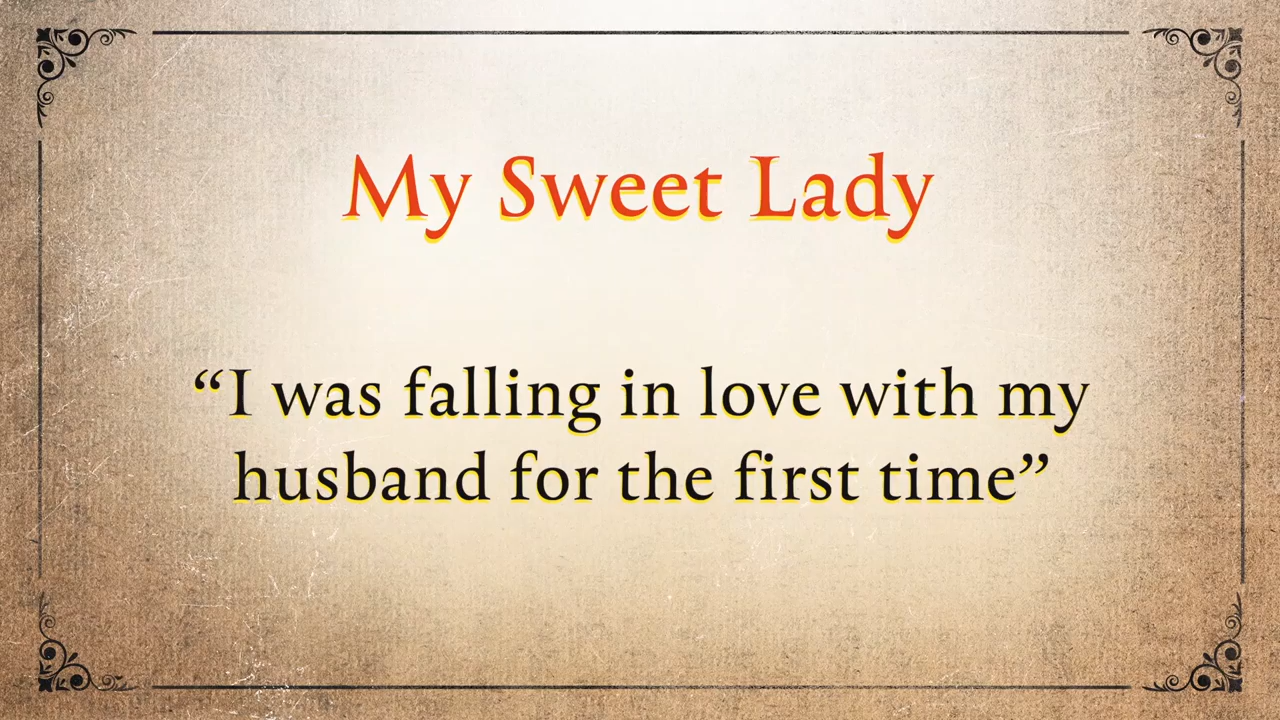 My Sweet Lady
“I was falling in love with my
husband for the first time”